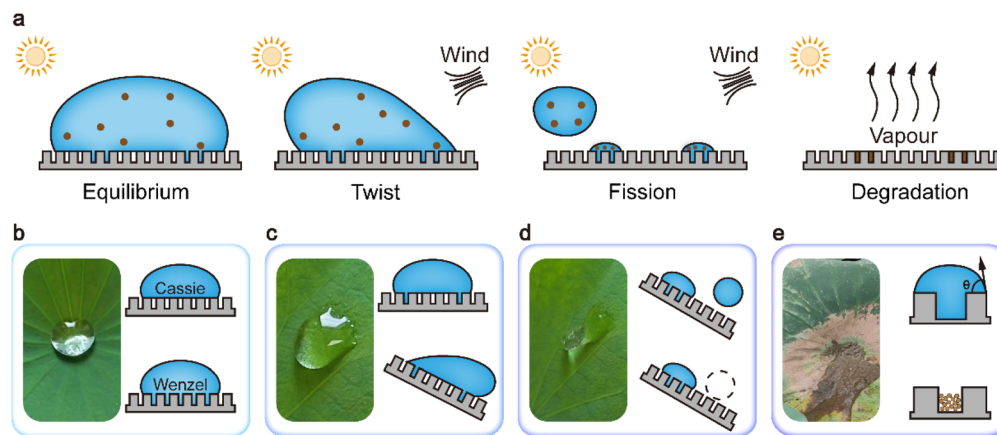 a
Wind
Wind
Vapour
Equilibrium
Twist
Fission
Degradation
b
c
d
e
Cassie
θ
Wenzel